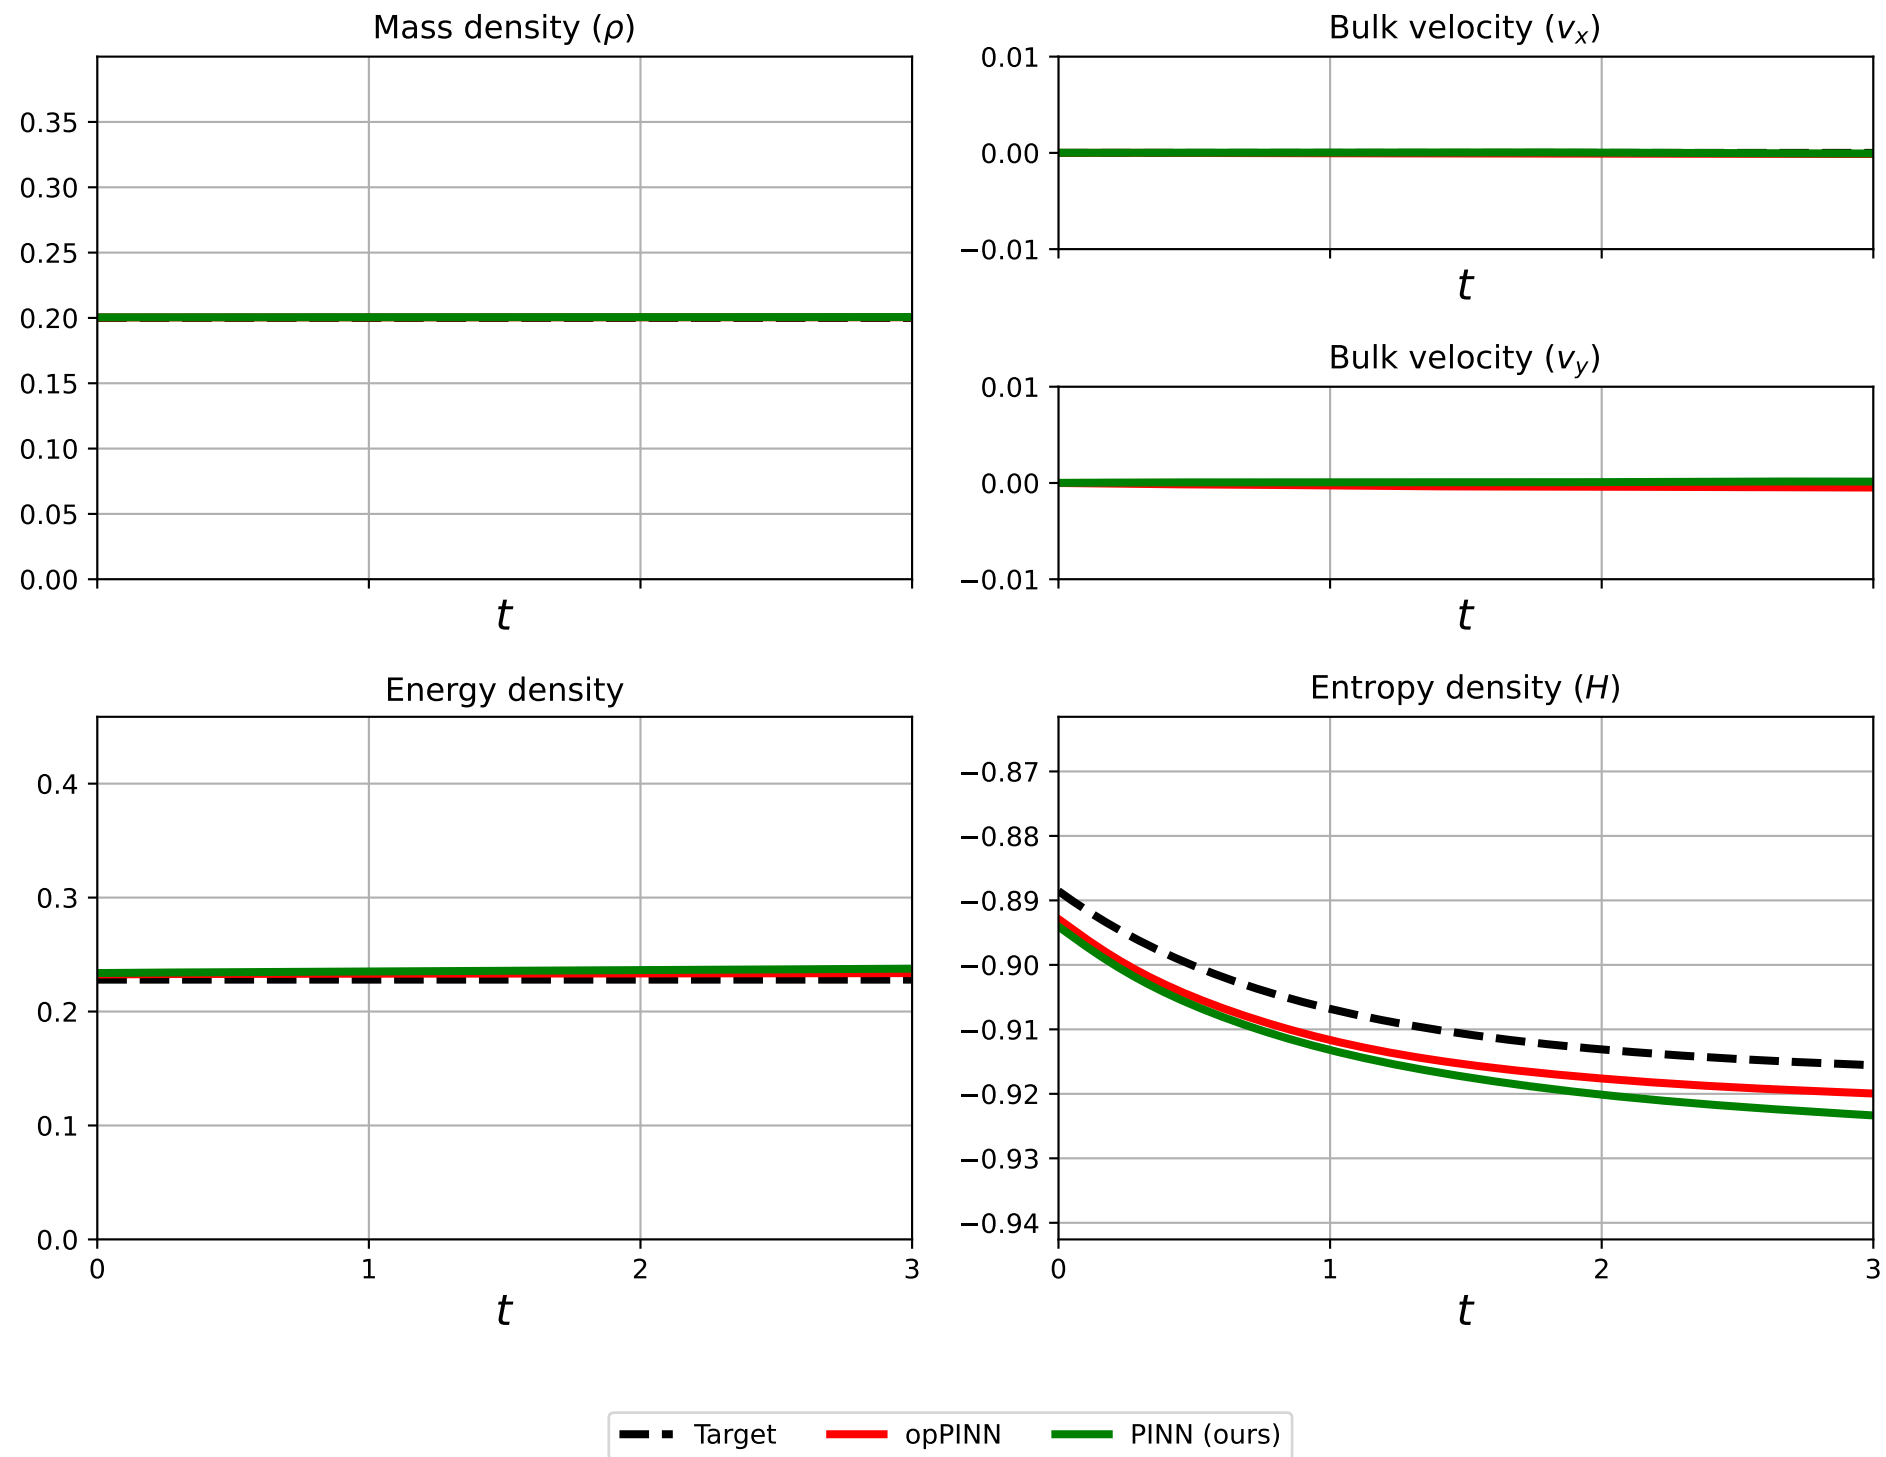 Mass density (ρ)
0.35
0.30
0.25
0.20
0.15
0.10
0.05
0.00
t
Bulk velocity (vₓ)
0.01
0.00
−0.01
t
Bulk velocity (v_y)
0.01
0.00
−0.01
t
Energy density
0.4
0.3
0.2
0.1
0.0
0 1 2 3
t
Entropy density (H)
−0.87
−0.88
−0.89
−0.90
−0.91
−0.92
−0.93
−0.94
0 1 2 3
t
Target opPINN PINN (ours)